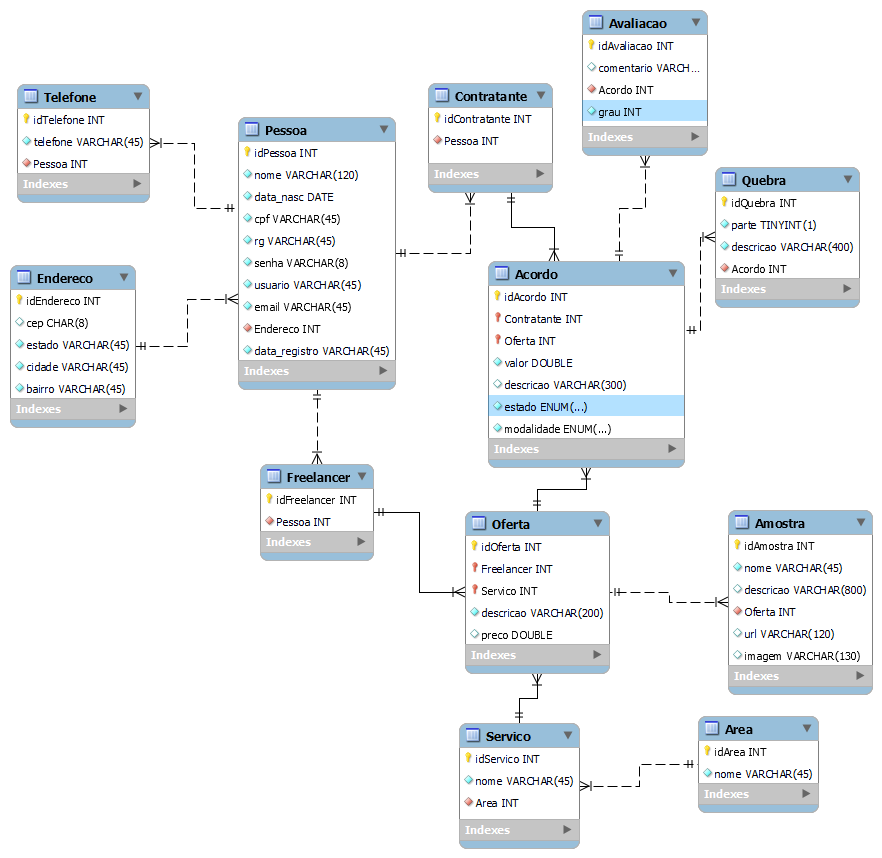 Avaliacao
idAvaliacao INT
comentario VARCH...
Acordo INT
grau INT
Indexes
Telefone
idTelefone INT
telefone VARCHAR(45)
Pessoa INT
Indexes
Contratante
idContratante INT
Pessoa INT
Indexes
Pessoa
idPessoa INT
nome VARCHAR(120)
data_nasc DATE
cpf VARCHAR(45)
rg VARCHAR(45)
senha VARCHAR(8)
usuario VARCHAR(45)
email VARCHAR(45)
Endereco INT
data_registro VARCHAR(45)
Indexes
Quebra
idQuebra INT
parte TINYINT(1)
descricao VARCHAR(400)
Acordo INT
Indexes
Endereco
idEndereco INT
cep CHAR(8)
estado VARCHAR(45)
cidade VARCHAR(45)
bairro VARCHAR(45)
Indexes
Acordo
idAcordo INT
Contratante INT
Oferta INT
valor DOUBLE
descricao VARCHAR(300)
estado ENUM(...)
modalidade ENUM(...)
Indexes
Freelancer
idFreelancer INT
Pessoa INT
Indexes
Oferta
idOferta INT
Freelancer INT
Servico INT
descricao VARCHAR(200)
preco DOUBLE
Indexes
Amostra
idAmostra INT
nome VARCHAR(45)
descricao VARCHAR(800)
Oferta INT
url VARCHAR(120)
imagem VARCHAR(130)
Indexes
Servico
idServico INT
nome VARCHAR(45)
Area INT
Indexes
Area
idArea INT
nome VARCHAR(45)
Indexes